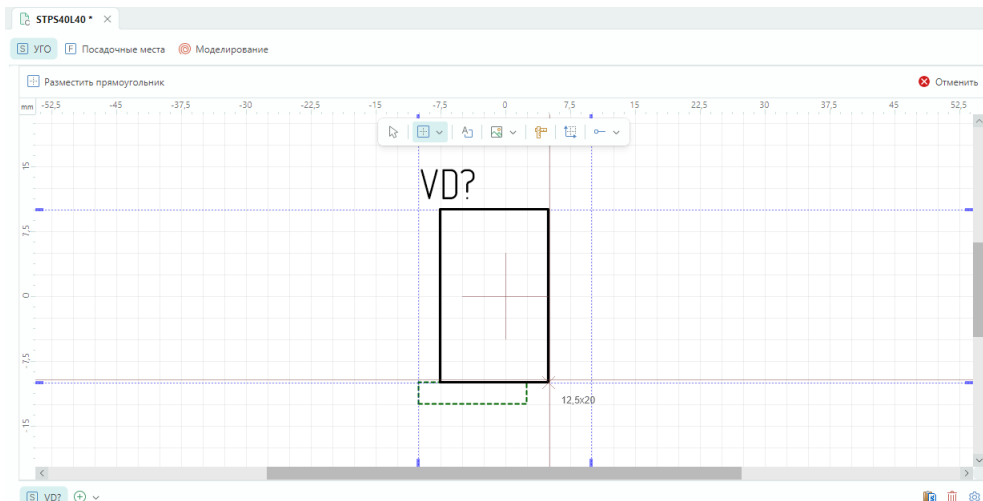 STPS40L40 *
S УГО F Посадочные места Моделирование
Разместить прямоугольник Отменить
mm -52,5 -45 -37,5 -30 -22,5 -15 -7,5 0 7,5 15 22,5 30 37,5 45 52,5
15
VD?
7,5
0
-7,5
12,5x20
-15
S VD?